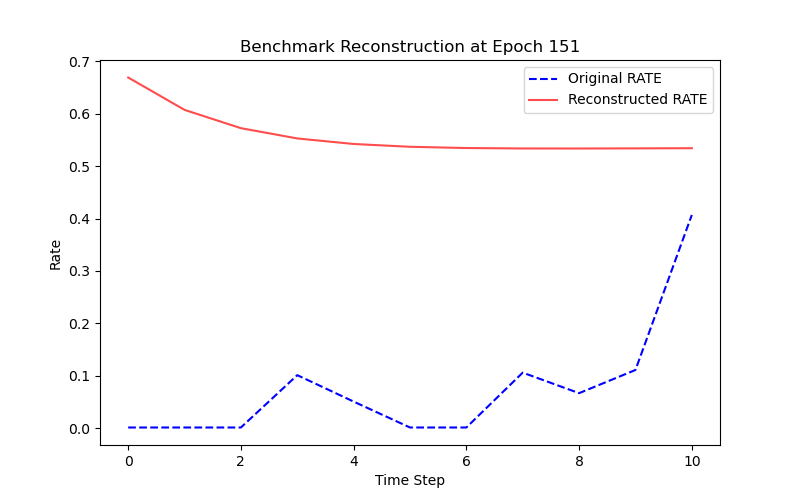 Benchmark Reconstruction at Epoch 151
Original RATE
Reconstructed RATE
Rate
0.7
0.6
0.5
0.4
0.3
0.2
0.1
0.0
0 2 4 6 8 10
Time Step